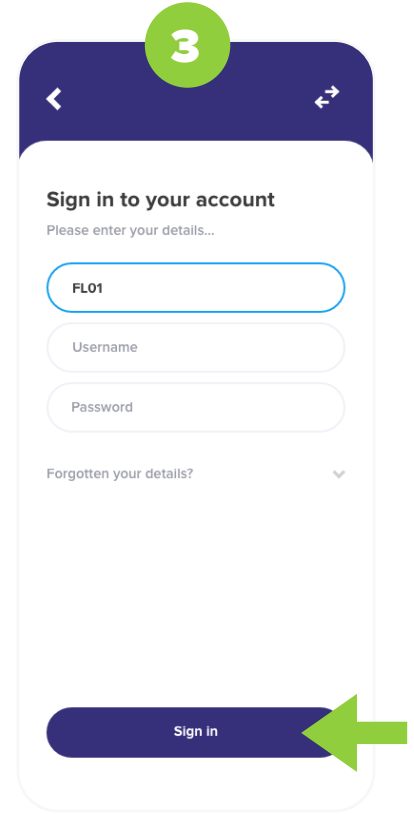 3
Sign in to your account
Please enter your details...
FL01
Username
Password
Forgotten your details?
Sign in